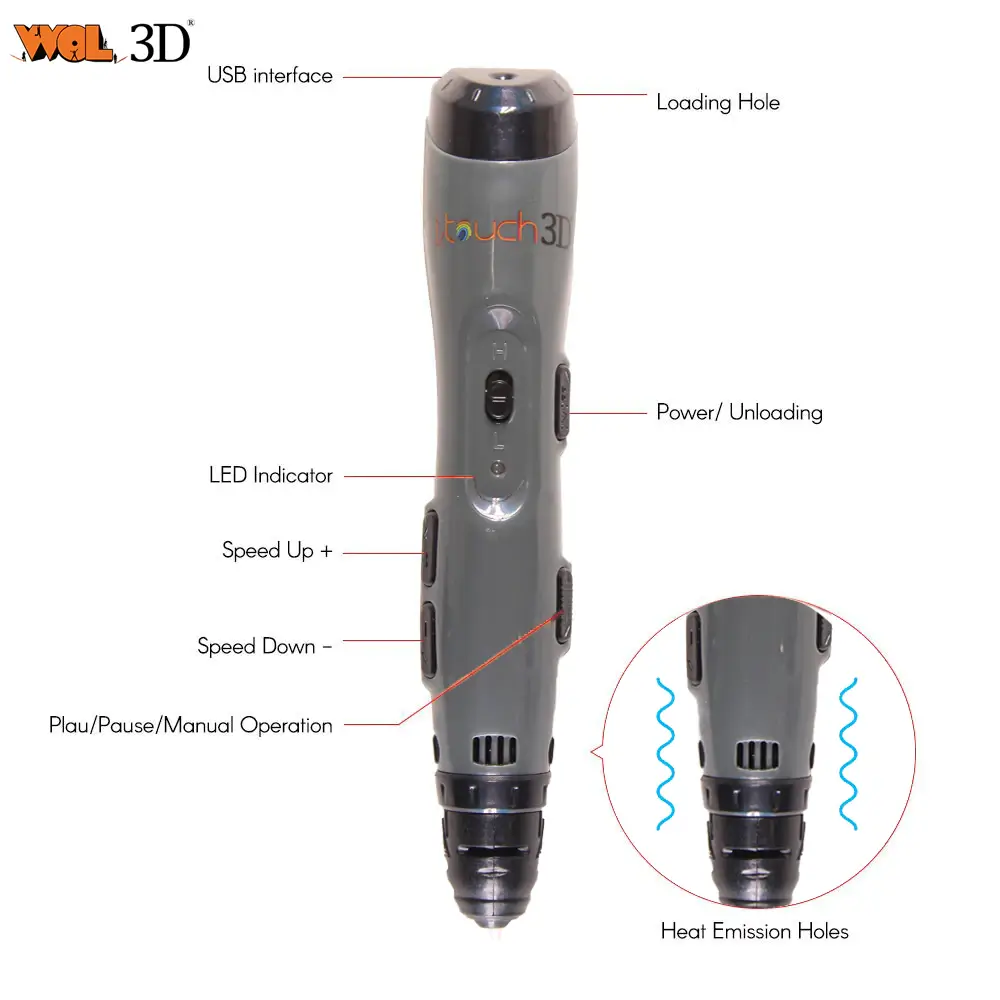 WOL 3D®
USB interface
Loading Hole
touch3D
H
Power/ Unloading
L
LED Indicator
Speed Up +
Speed Down –
Plau/Pause/Manual Operation
Heat Emission Holes